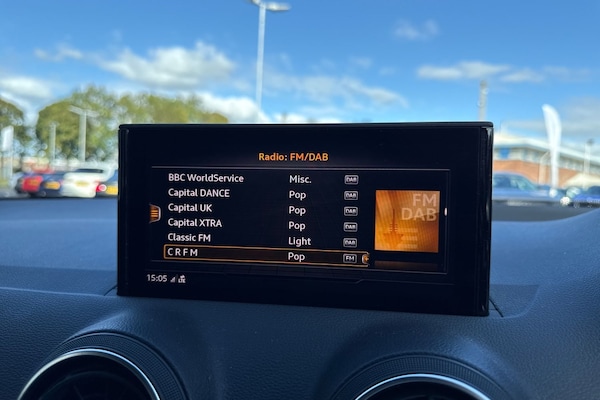 Radio: FM/DAB
BBC WorldService Misc. DAB
Capital DANCE Pop DAB
Capital UK Pop DAB
Capital XTRA Pop DAB
Classic FM Light DAB
C R F M Pop FM
FM
DAB
15:05 LTE